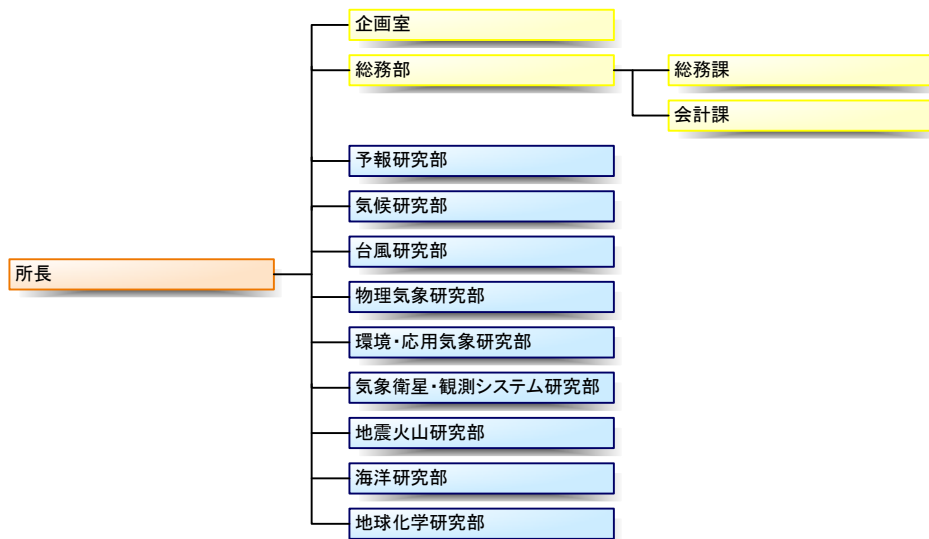 企画室
総務部
総務課
会計課
予報研究部
気候研究部
台風研究部
所長
物理気象研究部
環境・応用気象研究部
気象衛星・観測システム研究部
地震火山研究部
海洋研究部
地球化学研究部